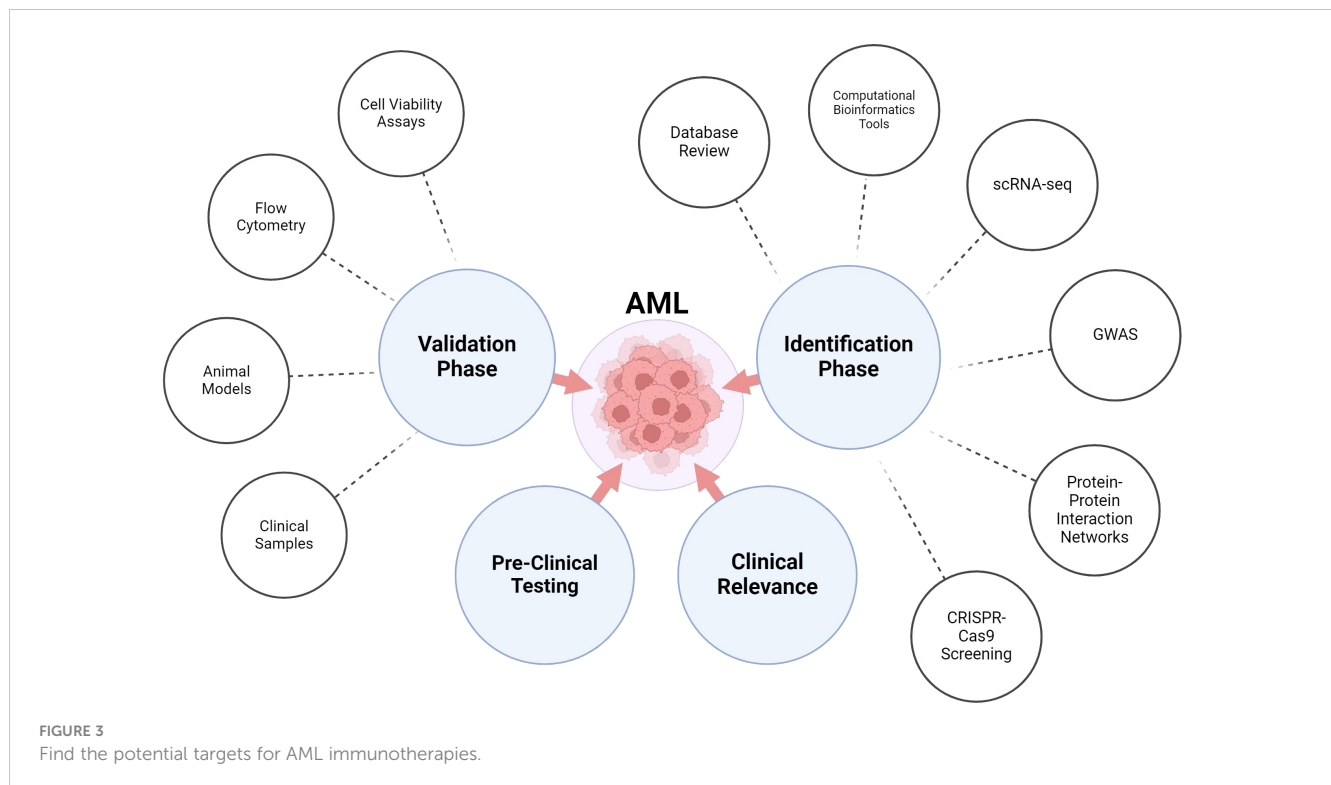 Cell Viability
Assays
Flow
Cytometry
Animal
Models
Clinical
Samples
Validation
Phase
AML
Database
Review
Computational
Bioinformatics
Tools
scRNA-seq
GWAS
Protein-
Protein
Interaction
Networks
CRISPR-
Cas9
Screening
Identification
Phase
Pre-Clinical
Testing
Clinical
Relevance
FIGURE 3
Find the potential targets for AML immunotherapies.